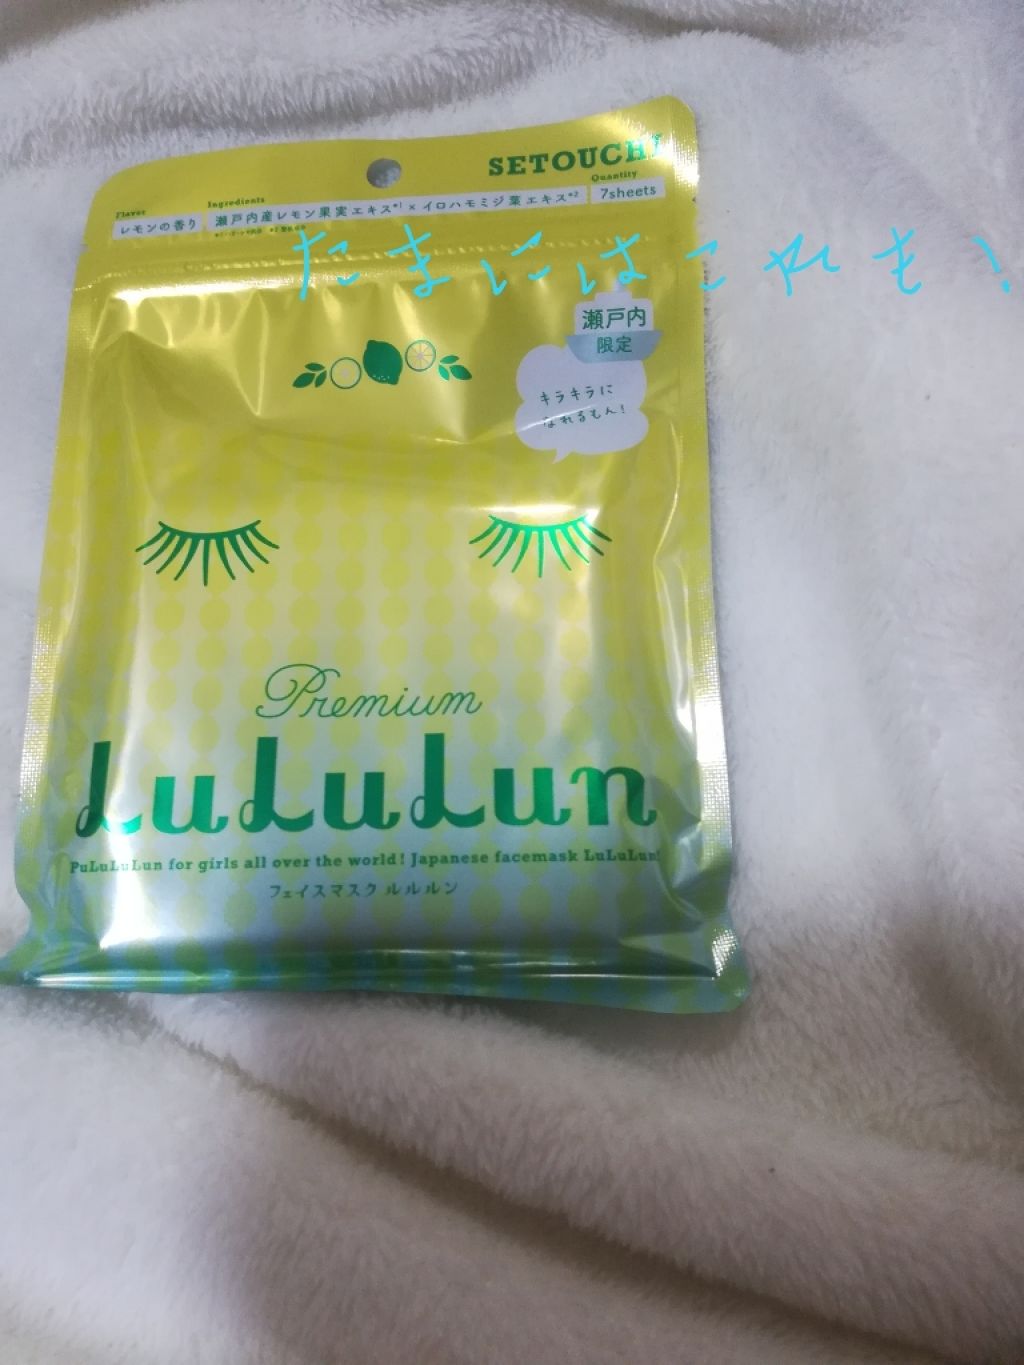 SETOUCHI
Flavor
レモンの香り
Ingredients
瀬戸内産レモン果実エキス*1 × イロハモミジ葉エキス*2
Quantity
7sheets
たまにはこれも!
瀬戸内
限定
キラキラに
なれるもん!
Premium
LuLuLun
PuLuLuLun for girls all over the world! Japanese facemask LuLuLun!
フェイスマスク ルルルン